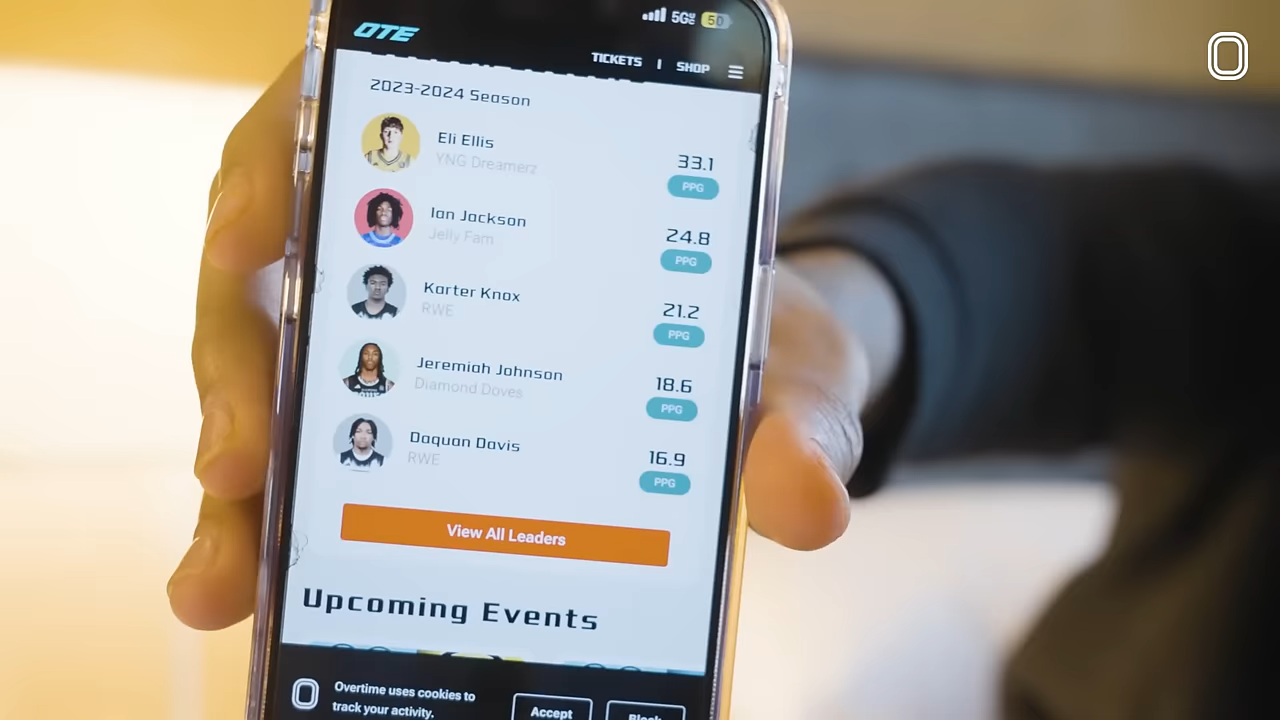 5G 50
OTE
TICKETS | SHOP
2023-2024 Season
Eli Ellis
YNG Dreamerz
33.1
PPG
Ian Jackson
Jelly Fam
24.8
PPG
Karter Knox
RWE
21.2
PPG
Jeremiah Johnson
Diamond Doves
18.6
PPG
Daquan Davis
RWE
16.9
PPG
View All Leaders
Upcoming Events
Overtime uses cookies to
track your activity.
Accept
Block